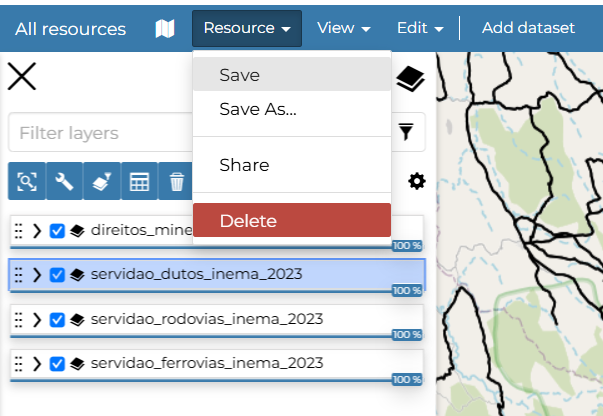 All resources Resource View Edit Add dataset
Save
Save As...
Filter layers
Share
Delete
direitos_mine
100 %
servidao_dutos_inema_2023
100 %
servidao_rodovias_inema_2023
100 %
servidao_ferrovias_inema_2023
100 %